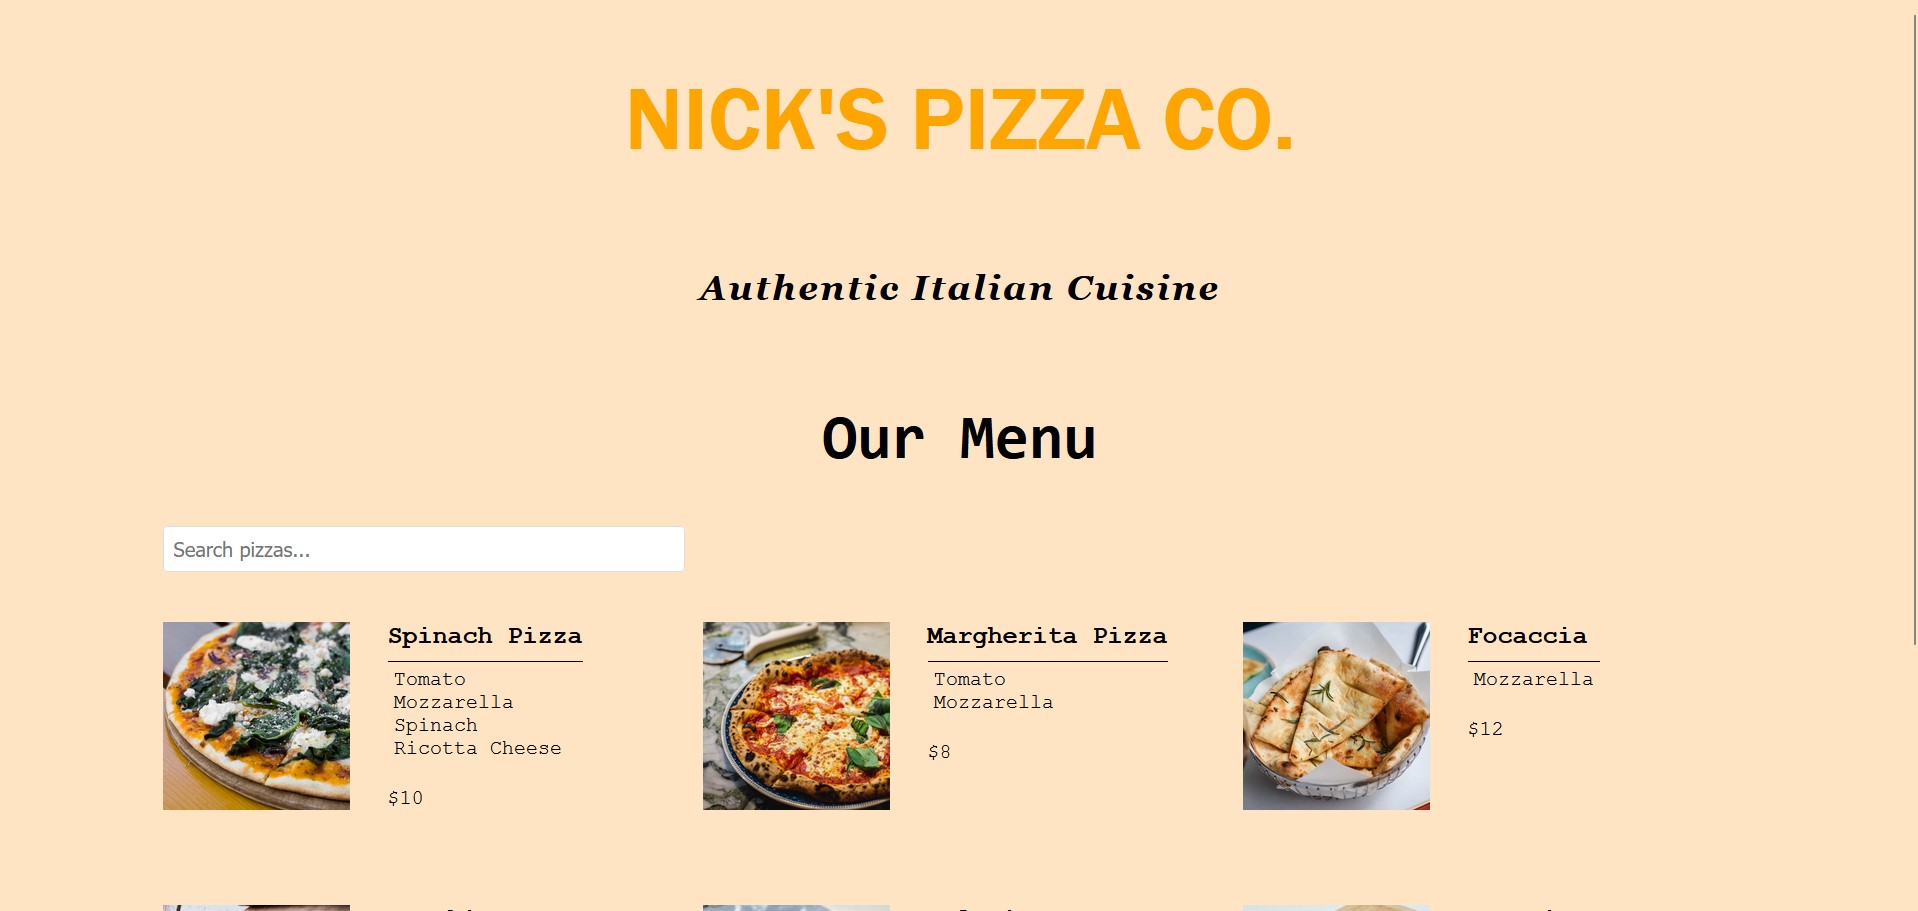 NICK'S PIZZA CO.
Authentic Italian Cuisine
Our Menu
Search pizzas...
Spinach Pizza
Tomato
Mozzarella
Spinach
Ricotta Cheese
$10
Margherita Pizza
Tomato
Mozzarella
$8
Focaccia
Mozzarella
$12